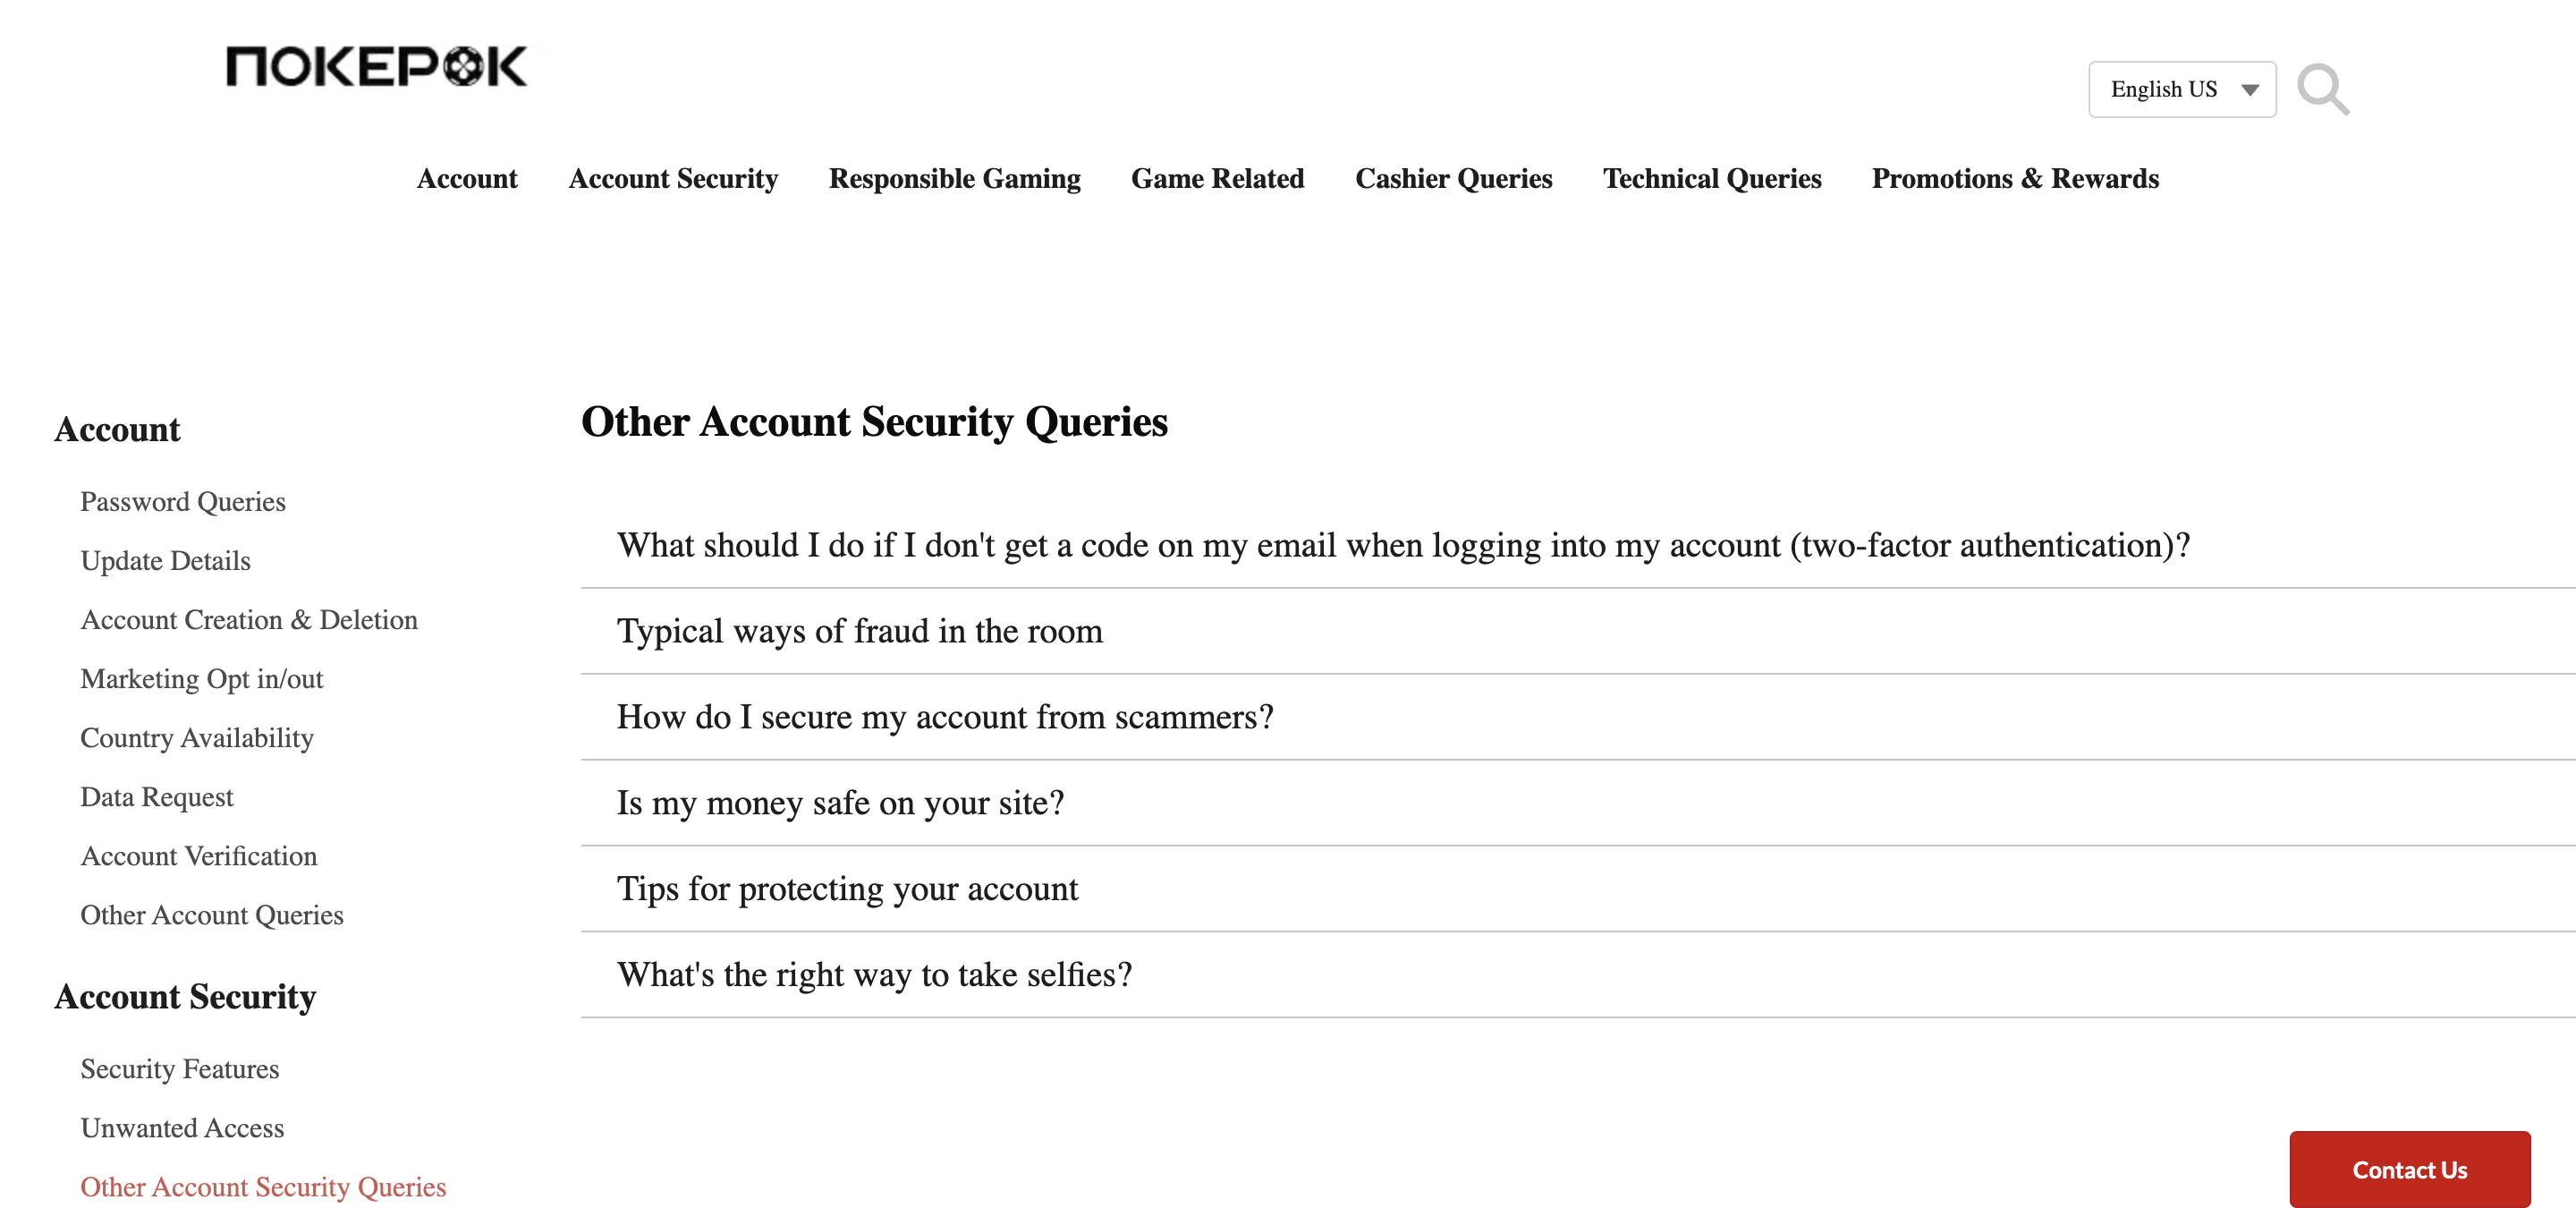 ПОКЕРОК
English US
Account
Account Security
Responsible Gaming
Game Related
Cashier Queries
Technical Queries
Promotions & Rewards
Account
Password Queries
Update Details
Account Creation & Deletion
Marketing Opt in/out
Country Availability
Data Request
Account Verification
Other Account Queries
Account Security
Security Features
Unwanted Access
Other Account Security Queries
Other Account Security Queries
What should I do if I don't get a code on my email when logging into my account (two-factor authentication)?
Typical ways of fraud in the room
How do I secure my account from scammers?
Is my money safe on your site?
Tips for protecting your account
What's the right way to take selfies?
Contact Us